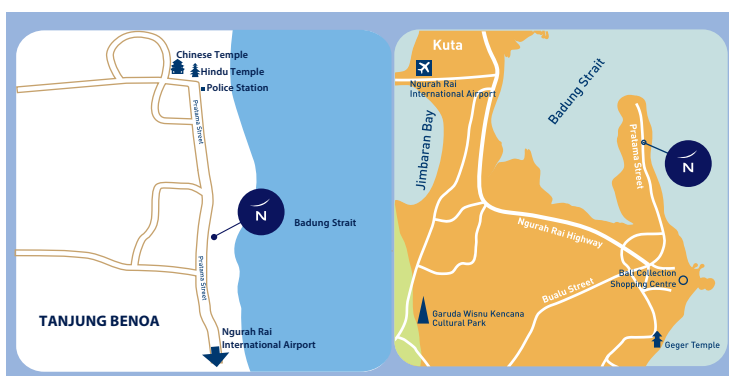 Chinese Temple
Hindu Temple
Police Station
Pratama Street
N
Badung Strait
Pratama Street
TANJUNG BENOA
Ngurah Rai
International Airport
Kuta
Ngurah Rai
International Airport
Badung Strait
Jimbaran Bay
Pratama Street
N
Ngurah Rai Highway
Bali Collection
Shopping Centre
Bualu Street
Garuda Wisnu Kencana
Cultural Park
Geger Temple